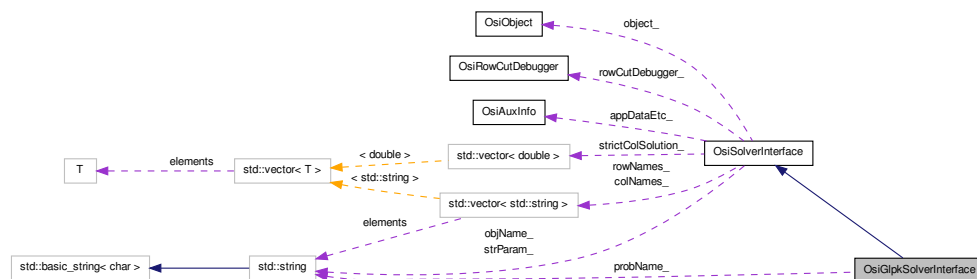 OsiObject
object_
OsiRowCutDebugger
rowCutDebugger_
OsiAuxInfo
appDataEtc_
OsiSolverInterface
< double >
std::vector< double >
strictColSolution_
T
elements
std::vector< T >
< std::string >
rowNames_
colNames_
std::vector< std::string >
elements
objName_
strParam_
std::basic_string< char >
std::string
probName_
OsiGlpkSolverInterface